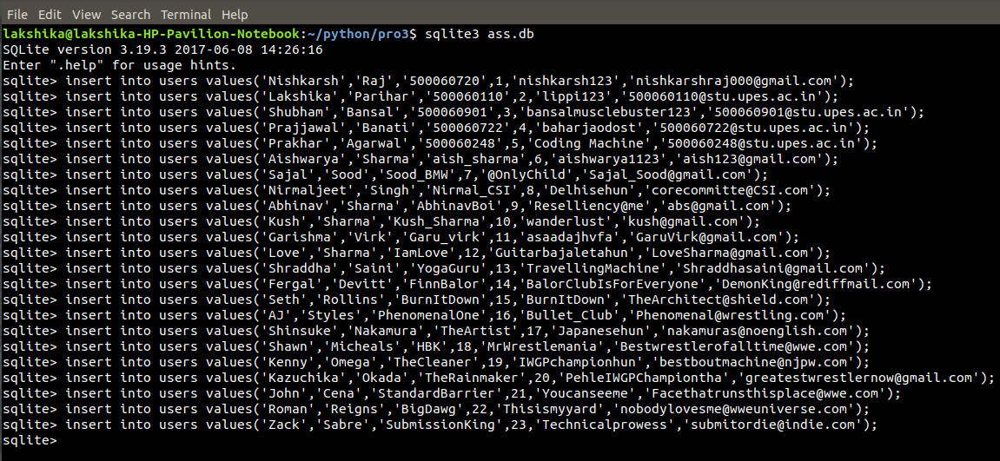 File Edit View Search Terminal Help
lakshika@lakshika-HP-Pavilion-Notebook:~/python/pro3$ sqlite3 ass.db
SQLite version 3.19.3 2017-06-08 14:26:16
Enter ".help" for usage hints.
sqlite> insert into users values('Nishkarsh','Raj','500060720',1,'nishkarsh123','nishkarshraj000@gmail.com');
sqlite> insert into users values('Lakshika','Parihar','500060110',2,'lippi123','500060110@stu.upes.ac.in');
sqlite> insert into users values('Shubham','Bansal','500060901',3,'bansalmusclebuster123','500060901@stu.upes.ac.in');
sqlite> insert into users values('Prajjawal','Banati','500060722',4,'baharjaodost','500060722@stu.upes.ac.in');
sqlite> insert into users values('Prakhar','Agarwal','500060248',5,'Coding Machine','500060248@stu.upes.ac.in');
sqlite> insert into users values('Aishwarya','Sharma','aish_sharma',6,'aishwarya1123','aish123@gmail.com');
sqlite> insert into users values('Sajal','Sood','Sood_BMW',7,'@OnlyChild','Sajal_Sood@gmail.com');
sqlite> insert into users values('Nirmaljeet','Singh','Nirmal_CSI',8,'Delhisehun','corecommitte@CSI.com');
sqlite> insert into users values('Abhinav','Sharma','AbhinavBoi',9,'Reselliency@me','abs@gmail.com');
sqlite> insert into users values('Kush','Sharma','Kush_Sharma',10,'wanderlust','kush@gmail.com');
sqlite> insert into users values('Garishma','Virk','Garu_virk',11,'asaadajhvfa','GaruVirk@gmail.com');
sqlite> insert into users values('Love','Sharma','IamLove',12,'Guitarbajaletahun','LoveSharma@gmail.com');
sqlite> insert into users values('Shraddha','Saini','YogaGuru',13,'TravellingMachine','Shraddhasaini@gmail.com');
sqlite> insert into users values('Fergal','Devitt','FinnBalor',14,'BalorClubIsForEveryone','DemonKing@rediffmail.com');
sqlite> insert into users values('Seth','Rollins','BurnItDown',15,'BurnItDown','TheArchitect@shield.com');
sqlite> insert into users values('AJ','Styles','PhenomenalOne',16,'Bullet_Club','Phenomenal@wrestling.com');
sqlite> insert into users values('Shinsuke','Nakamura','TheArtist',17,'Japanesehun','nakamuras@noenglish.com');
sqlite> insert into users values('Shawn','Micheals','HBK',18,'MrWrestlemania','Bestwrestlerofalltime@wwe.com');
sqlite> insert into users values('Kenny','Omega','TheCleaner',19,'IWGPchampionhun','bestboutmachine@njpw.com');
sqlite> insert into users values('Kazuchika','Okada','TheRainmaker',20,'PehleIWGPChampiontha','greatestwrestlernow@gmail.com');
sqlite> insert into users values('John','Cena','StandardBarrier',21,'Youcanseeme','Facethatrunsthisplace@wwe.com');
sqlite> insert into users values('Roman','Reigns','BigDawg',22,'Thisismyyard','nobodylovesme@wweuniverse.com');
sqlite> insert into users values('Zack','Sabre','SubmissionKing',23,'Technicalprowess','submitordie@indie.com');
sqlite>